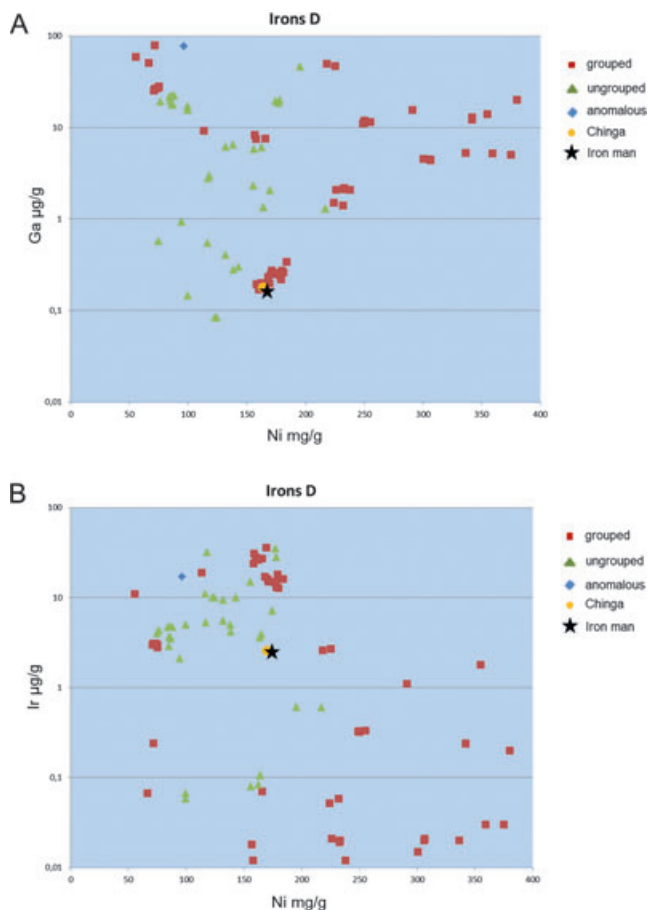 A
Irons D
100
10
1
0,1
0,01
Ga µg/g
0
50
100
150
200
250
300
350
400
Ni mg/g
grouped
ungrouped
anomalous
Chinga
Iron man
B
Irons D
100
10
1
0,1
0,01
Ir µg/g
0
50
100
150
200
250
300
350
400
Ni mg/g
grouped
ungrouped
anomalous
Chinga
Iron man